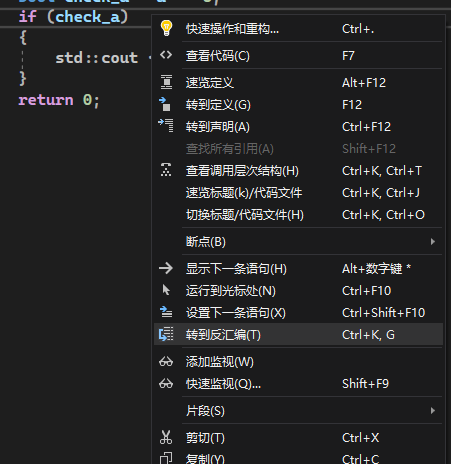 if (check_a)
{
std::cout
}
return 0;
快速操作和重构... Ctrl+.
查看代码(C) F7
速览定义 Alt+F12
转到定义(G) F12
转到声明(A) Ctrl+F12
查找所有引用(A) Shift+F12
查看调用层次结构(H) Ctrl+K, Ctrl+T
速览标题(k)/代码文件 Ctrl+K, Ctrl+J
切换标题/代码文件(H) Ctrl+K, Ctrl+O
断点(B)
显示下一条语句(H) Alt+数字键 *
运行到光标处(N) Ctrl+F10
设置下一条语句(X) Ctrl+Shift+F10
转到反汇编(T) Ctrl+K, G
添加监视(W)
快速监视(Q)... Shift+F9
片段(S)
剪切(T) Ctrl+X
复制(Y) Ctrl+C